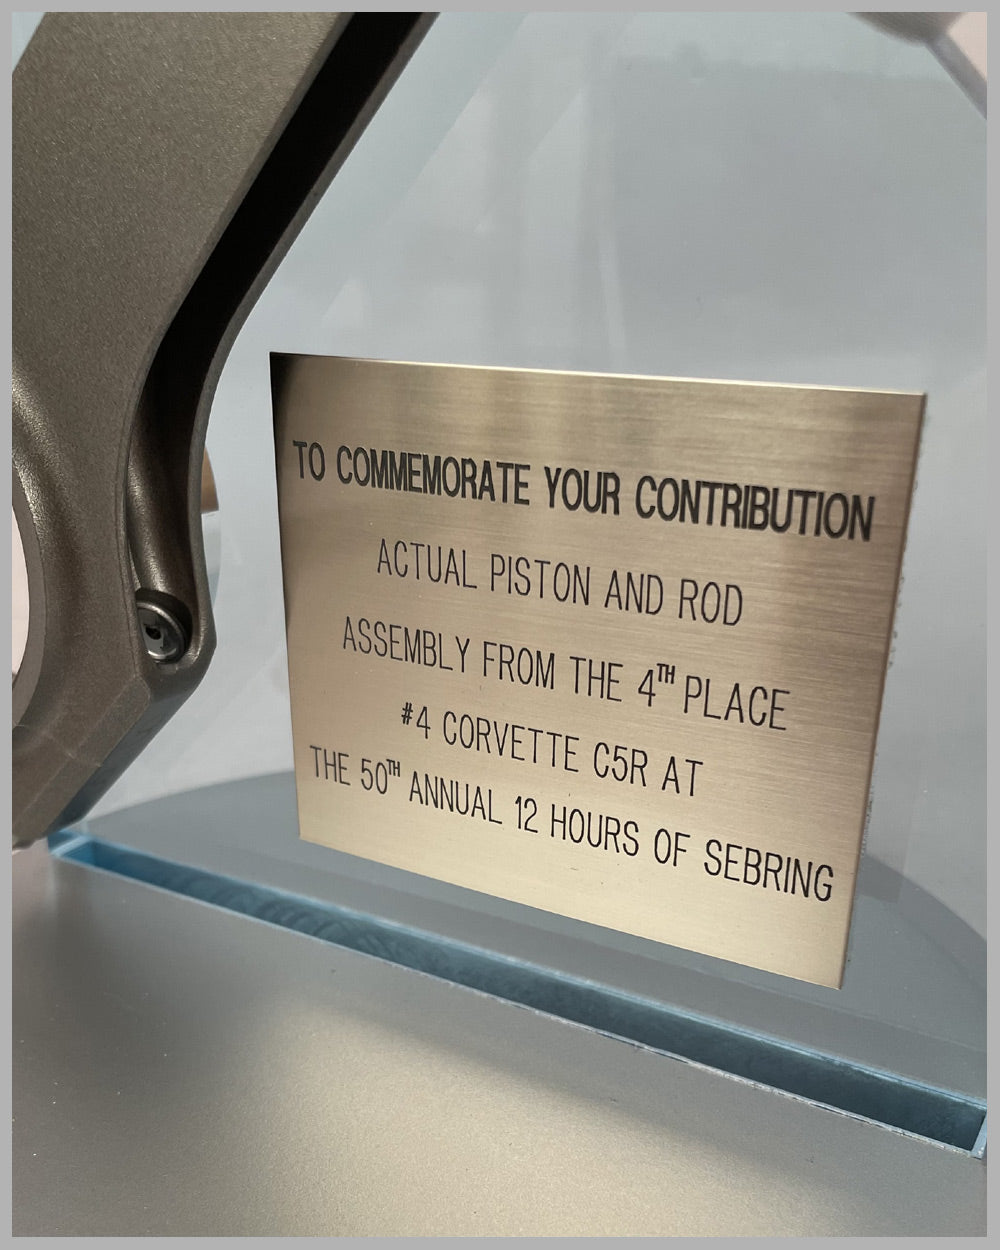 TO COMMEMORATE YOUR CONTRIBUTION
ACTUAL PISTON AND ROD
ASSEMBLY FROM THE 4TH PLACE
#4 CORVETTE C5R AT
THE 50TH ANNUAL 12 HOURS OF SEBRING